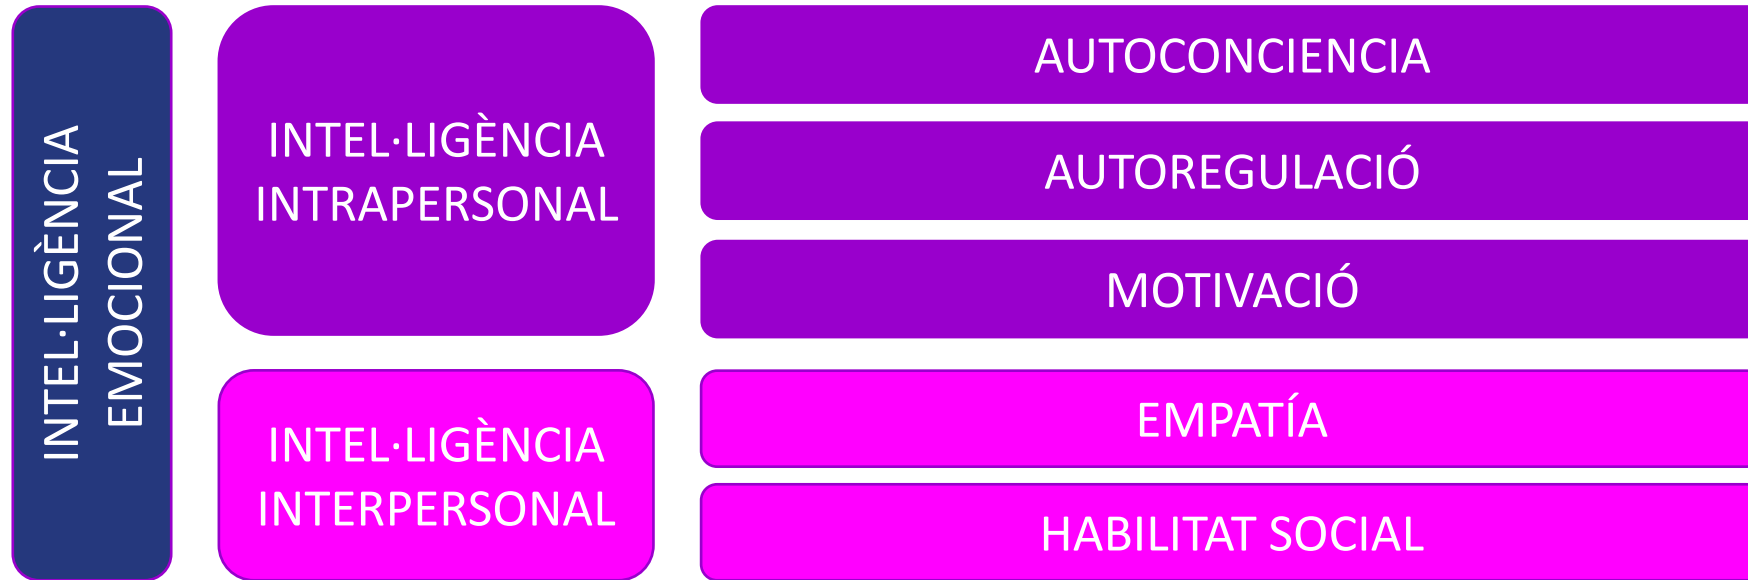 INTEL·LIGÈNCIA
EMOCIONAL
INTEL·LIGÈNCIA
INTRAPERSONAL
AUTOCONCIENCIA
AUTOREGULACIÓ
MOTIVACIÓ
INTEL·LIGÈNCIA
INTERPERSONAL
EMPATÍA
HABILITAT SOCIAL